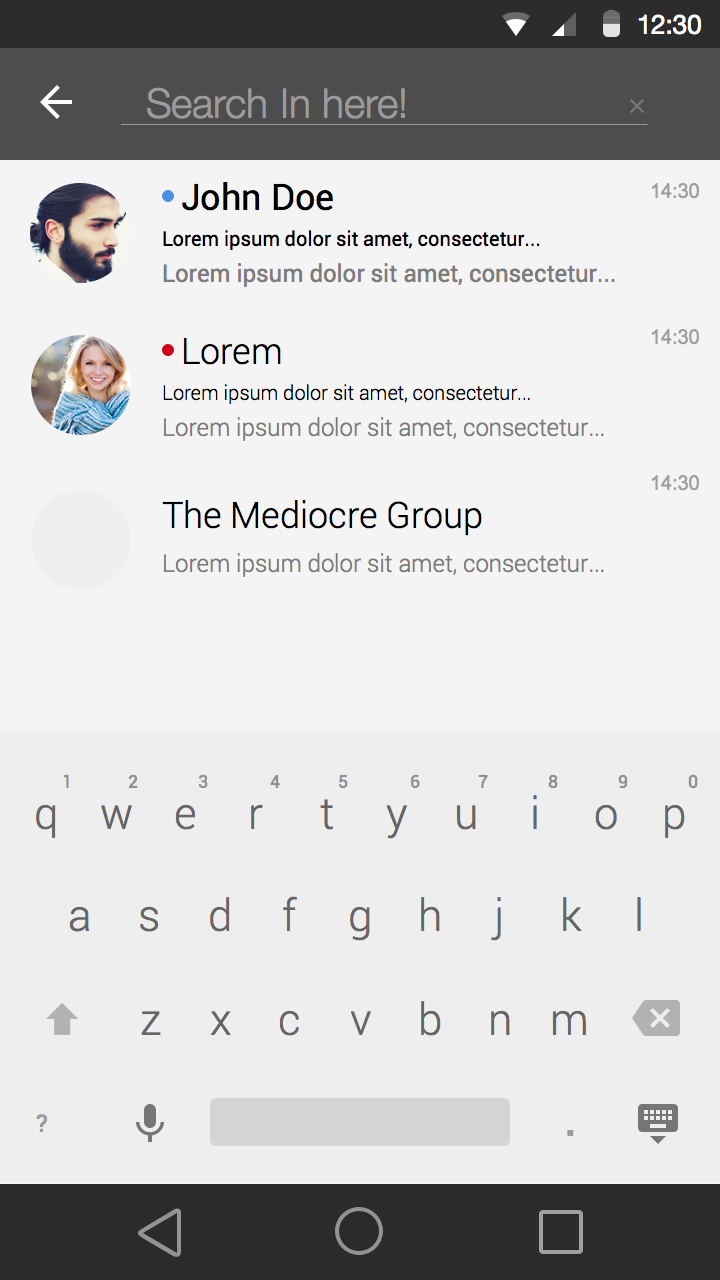 12:30
Search In here!
John Doe 14:30
Lorem ipsum dolor sit amet, consectetur...
Lorem ipsum dolor sit amet, consectetur...
Lorem 14:30
Lorem ipsum dolor sit amet, consectetur...
Lorem ipsum dolor sit amet, consectetur...
14:30
The Mediocre Group
Lorem ipsum dolor sit amet, consectetur...
1 2 3 4 5 6 7 8 9 0
q w e r t y u i o p
a s d f g h j k l
z x c v b n m
? .